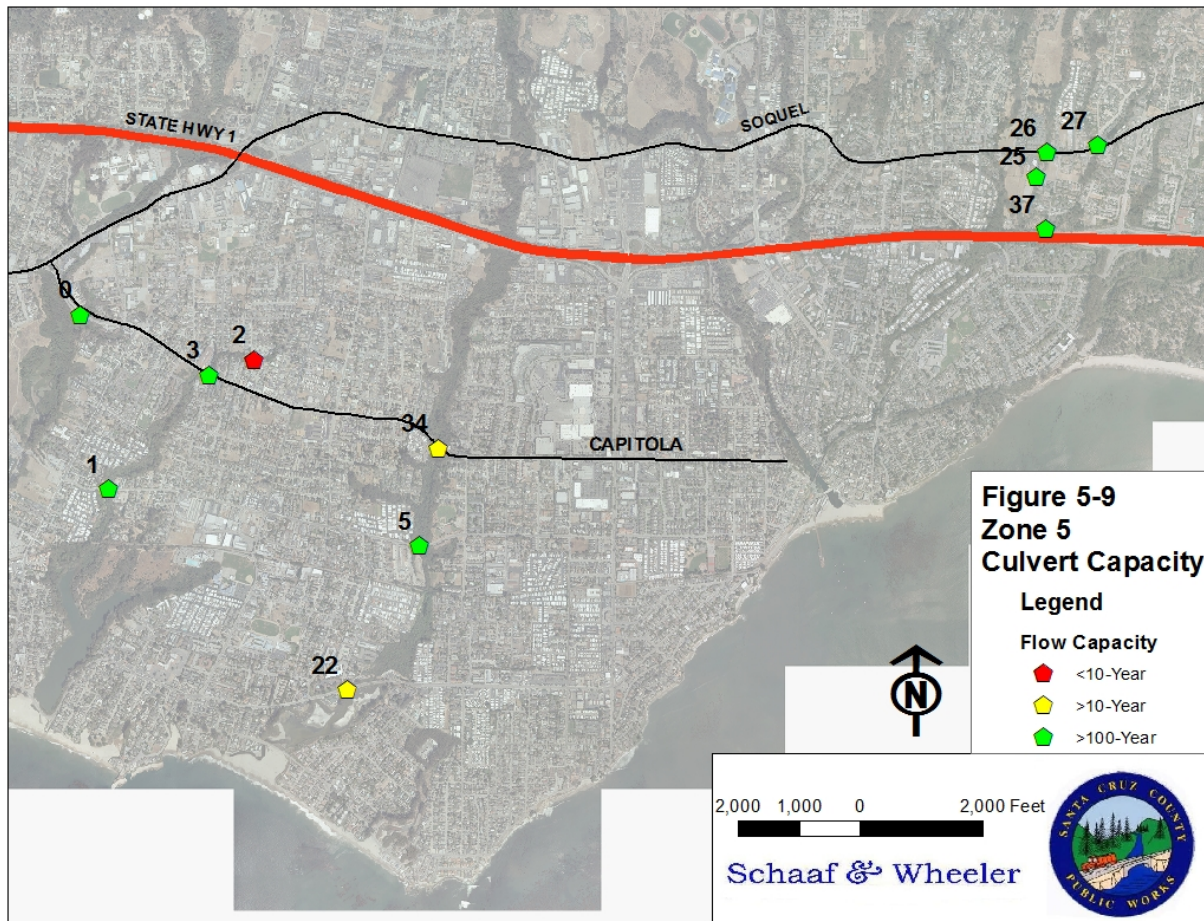 STATE HWY 1
SOQUEL
26
27
25
37
0
3
2
34
CAPITOLA
1
5
22
Figure 5-9
Zone 5
Culvert Capacity
Legend
Flow Capacity
<10-Year
>10-Year
>100-Year
N
2,000 1,000 0 2,000 Feet
Schaaf & Wheeler
SANTA CRUZ COUNTY
PUBLIC WORKS